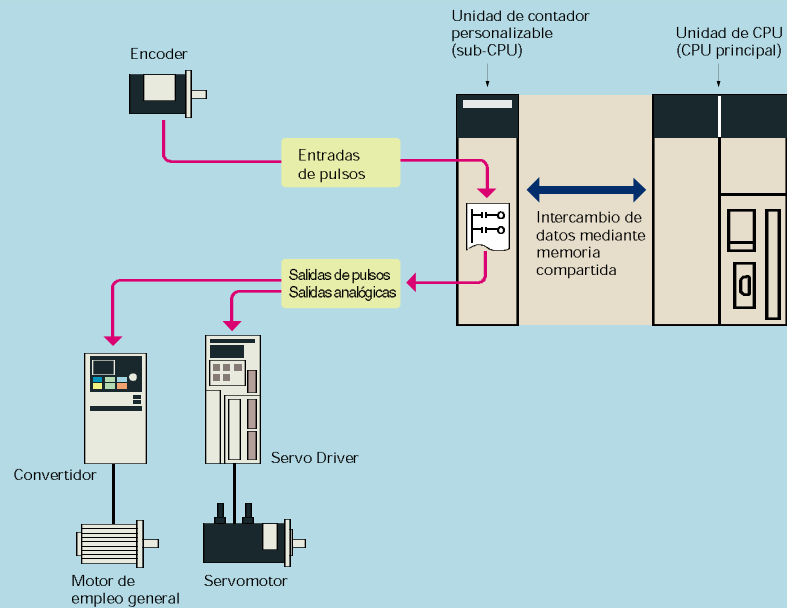 Unidad de contador
personalizable
(sub-CPU)
Unidad de CPU
(CPU principal)
Encoder
Entradas
de pulsos
Intercambio de
datos mediante
memoria
compartida
Salidas de pulsos
Salidas analógicas
Convertidor
Servo Driver
Motor de
empleo general
Servomotor